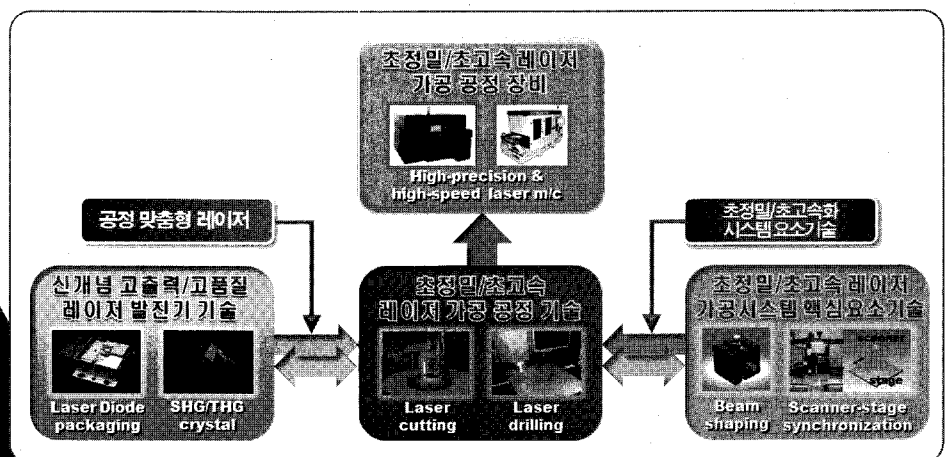 초정밀/초고속 레이저
가공 공정 장비
High-precision &
high-speed laser m/c
공정 맞춤형 레이저
초정밀/초고속화
시스템요소기술
신개념 고출력/고품질
레이저 발진기 기술
Laser Diode
packaging
SHG/THG
crystal
초정밀/초고속
레이저 가공 공정 기술
Laser
cutting
Laser
drilling
초정밀/초고속 레이저
가공시스템 핵심요소기술
Beam
shaping
scanner
stage
Scanner-stage
synchronization